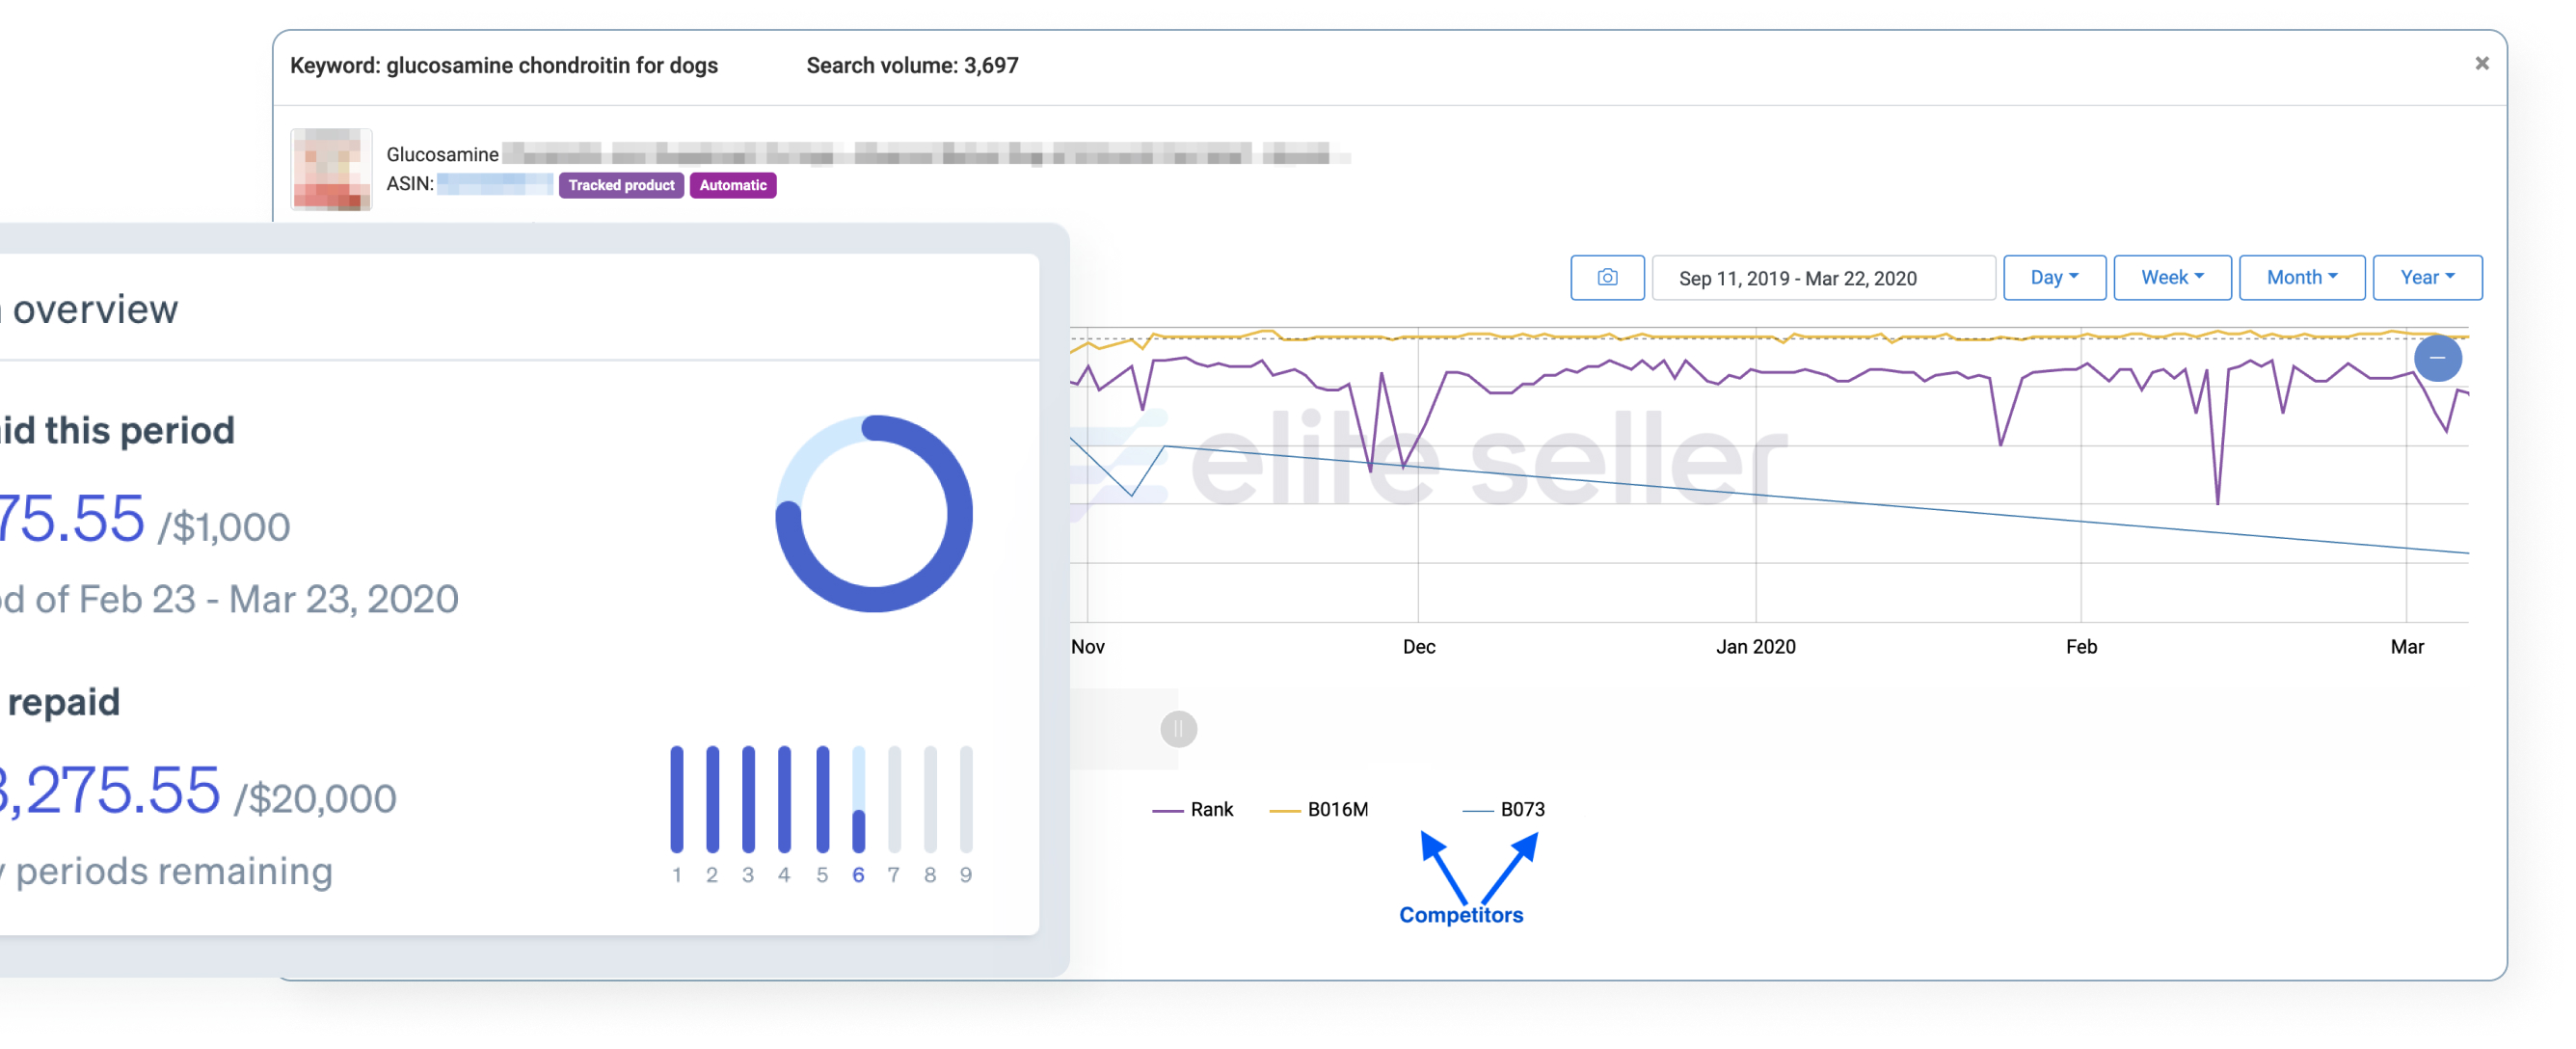 Keyword: glucosamine chondroitin for dogs
Search volume: 3,697
Glucosamine
ASIN:
Tracked product
Automatic
Sep 11, 2019 - Mar 22, 2020
Day
Week
Month
Year
overview
id this period
75.55 /$1,000
d of Feb 23 - Mar 23, 2020
repaid
,275.55 /$20,000
periods remaining
1 2 3 4 5 6 7 8 9
elite seller
Nov Dec Jan 2020 Feb Mar
Rank B016M B073
Competitors